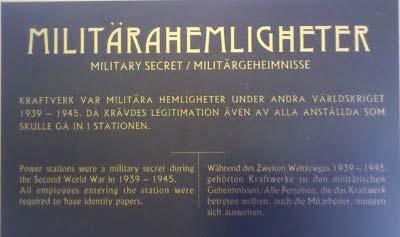 MILITÄRAHEMLIGHETER
MILITARY SECRET / MILITÄRGEHEIMNISSE
KRAFTVERK VAR MILITÄRA HEMLIGHETER UNDER ANDRA VÄRLDSKRIGET
1939 – 1945. DÅ KRÄVDES LEGITIMATION ÄVEN AV ALLA ANSTÄLLDA SOM
SKULLE GÅ IN I STATIONEN.
Power stations were a military secret during
the Second World War in 1939 – 1945.
All employees entering the station were
required to have identity papers.
Während des Zweiten Weltkrieges 1939 – 1945
gehörten Kraftwerke zu den militärischen
Geheimnissen. Alle Personen, die das Kraftwerk
betreten wollten, auch die Mitarbeiter, mussten
sich ausweisen.